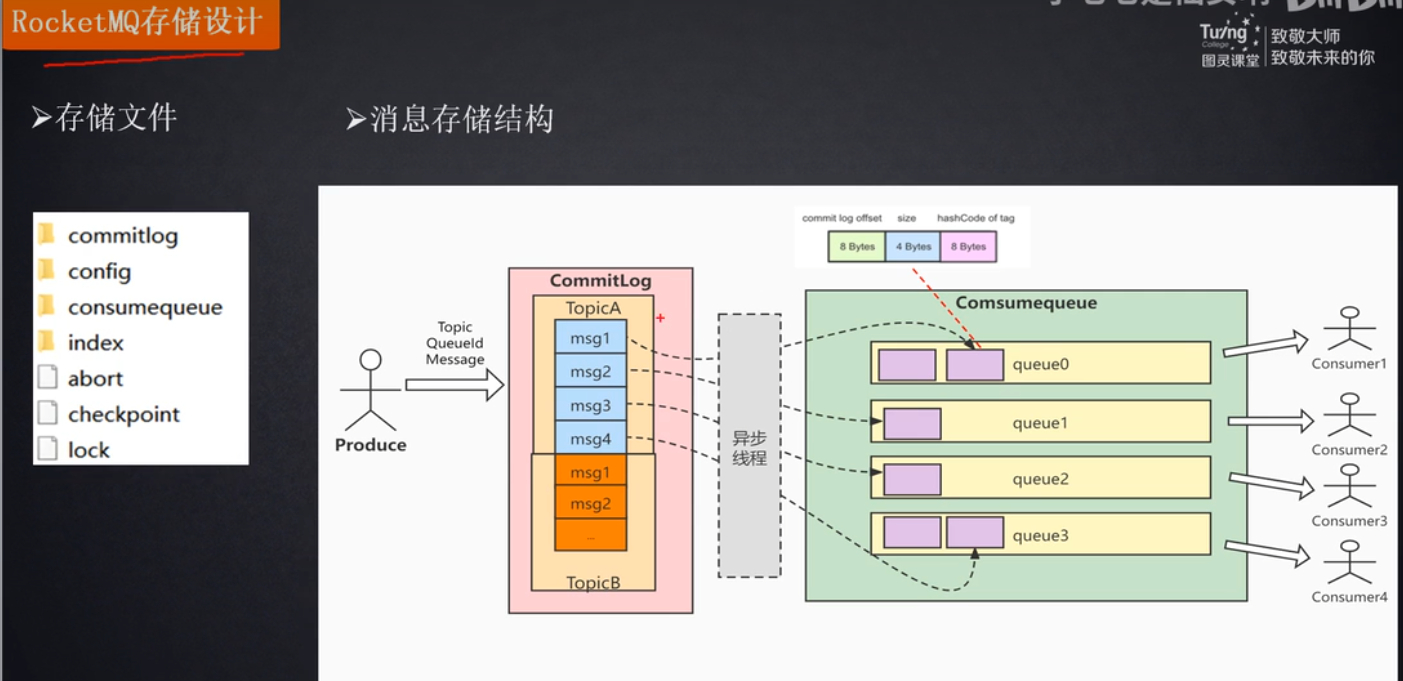 RocketMQ存储设计
Turing
College
图灵课堂
致敬大师
致敬未来的你
➢存储文件
➢消息存储结构
commitlog
config
consumequeue
index
abort
checkpoint
lock
commit log offset size hashCode of tag
8 Bytes 4 Bytes 8 Bytes
CommitLog
TopicA
msg1
msg2
msg3
msg4
msg1
msg2
...
TopicB
Topic
QueueId
Message
Produce
异步
线程
Comsumequeue
queue0
queue1
queue2
queue3
Consumer1
Consumer2
Consumer3
Consumer4